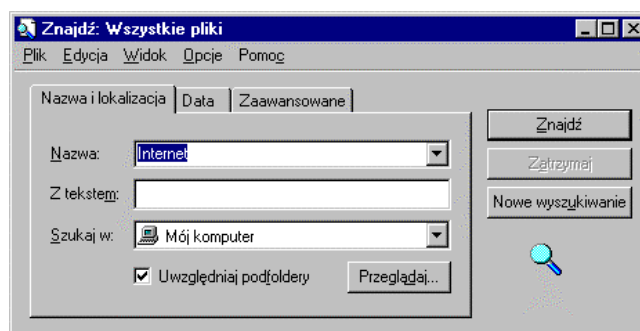 Znajdź: Wszystkie pliki
Plik Edycja Widok Opcje Pomoc
Nazwa i lokalizacja Data Zaawansowane
Znajdź
Nazwa: Internet
Zatrzymaj
Z tekstem:
Nowe wyszukiwanie
Szukaj w: Mój komputer
Uwzględniaj podfoldery Przeglądaj...